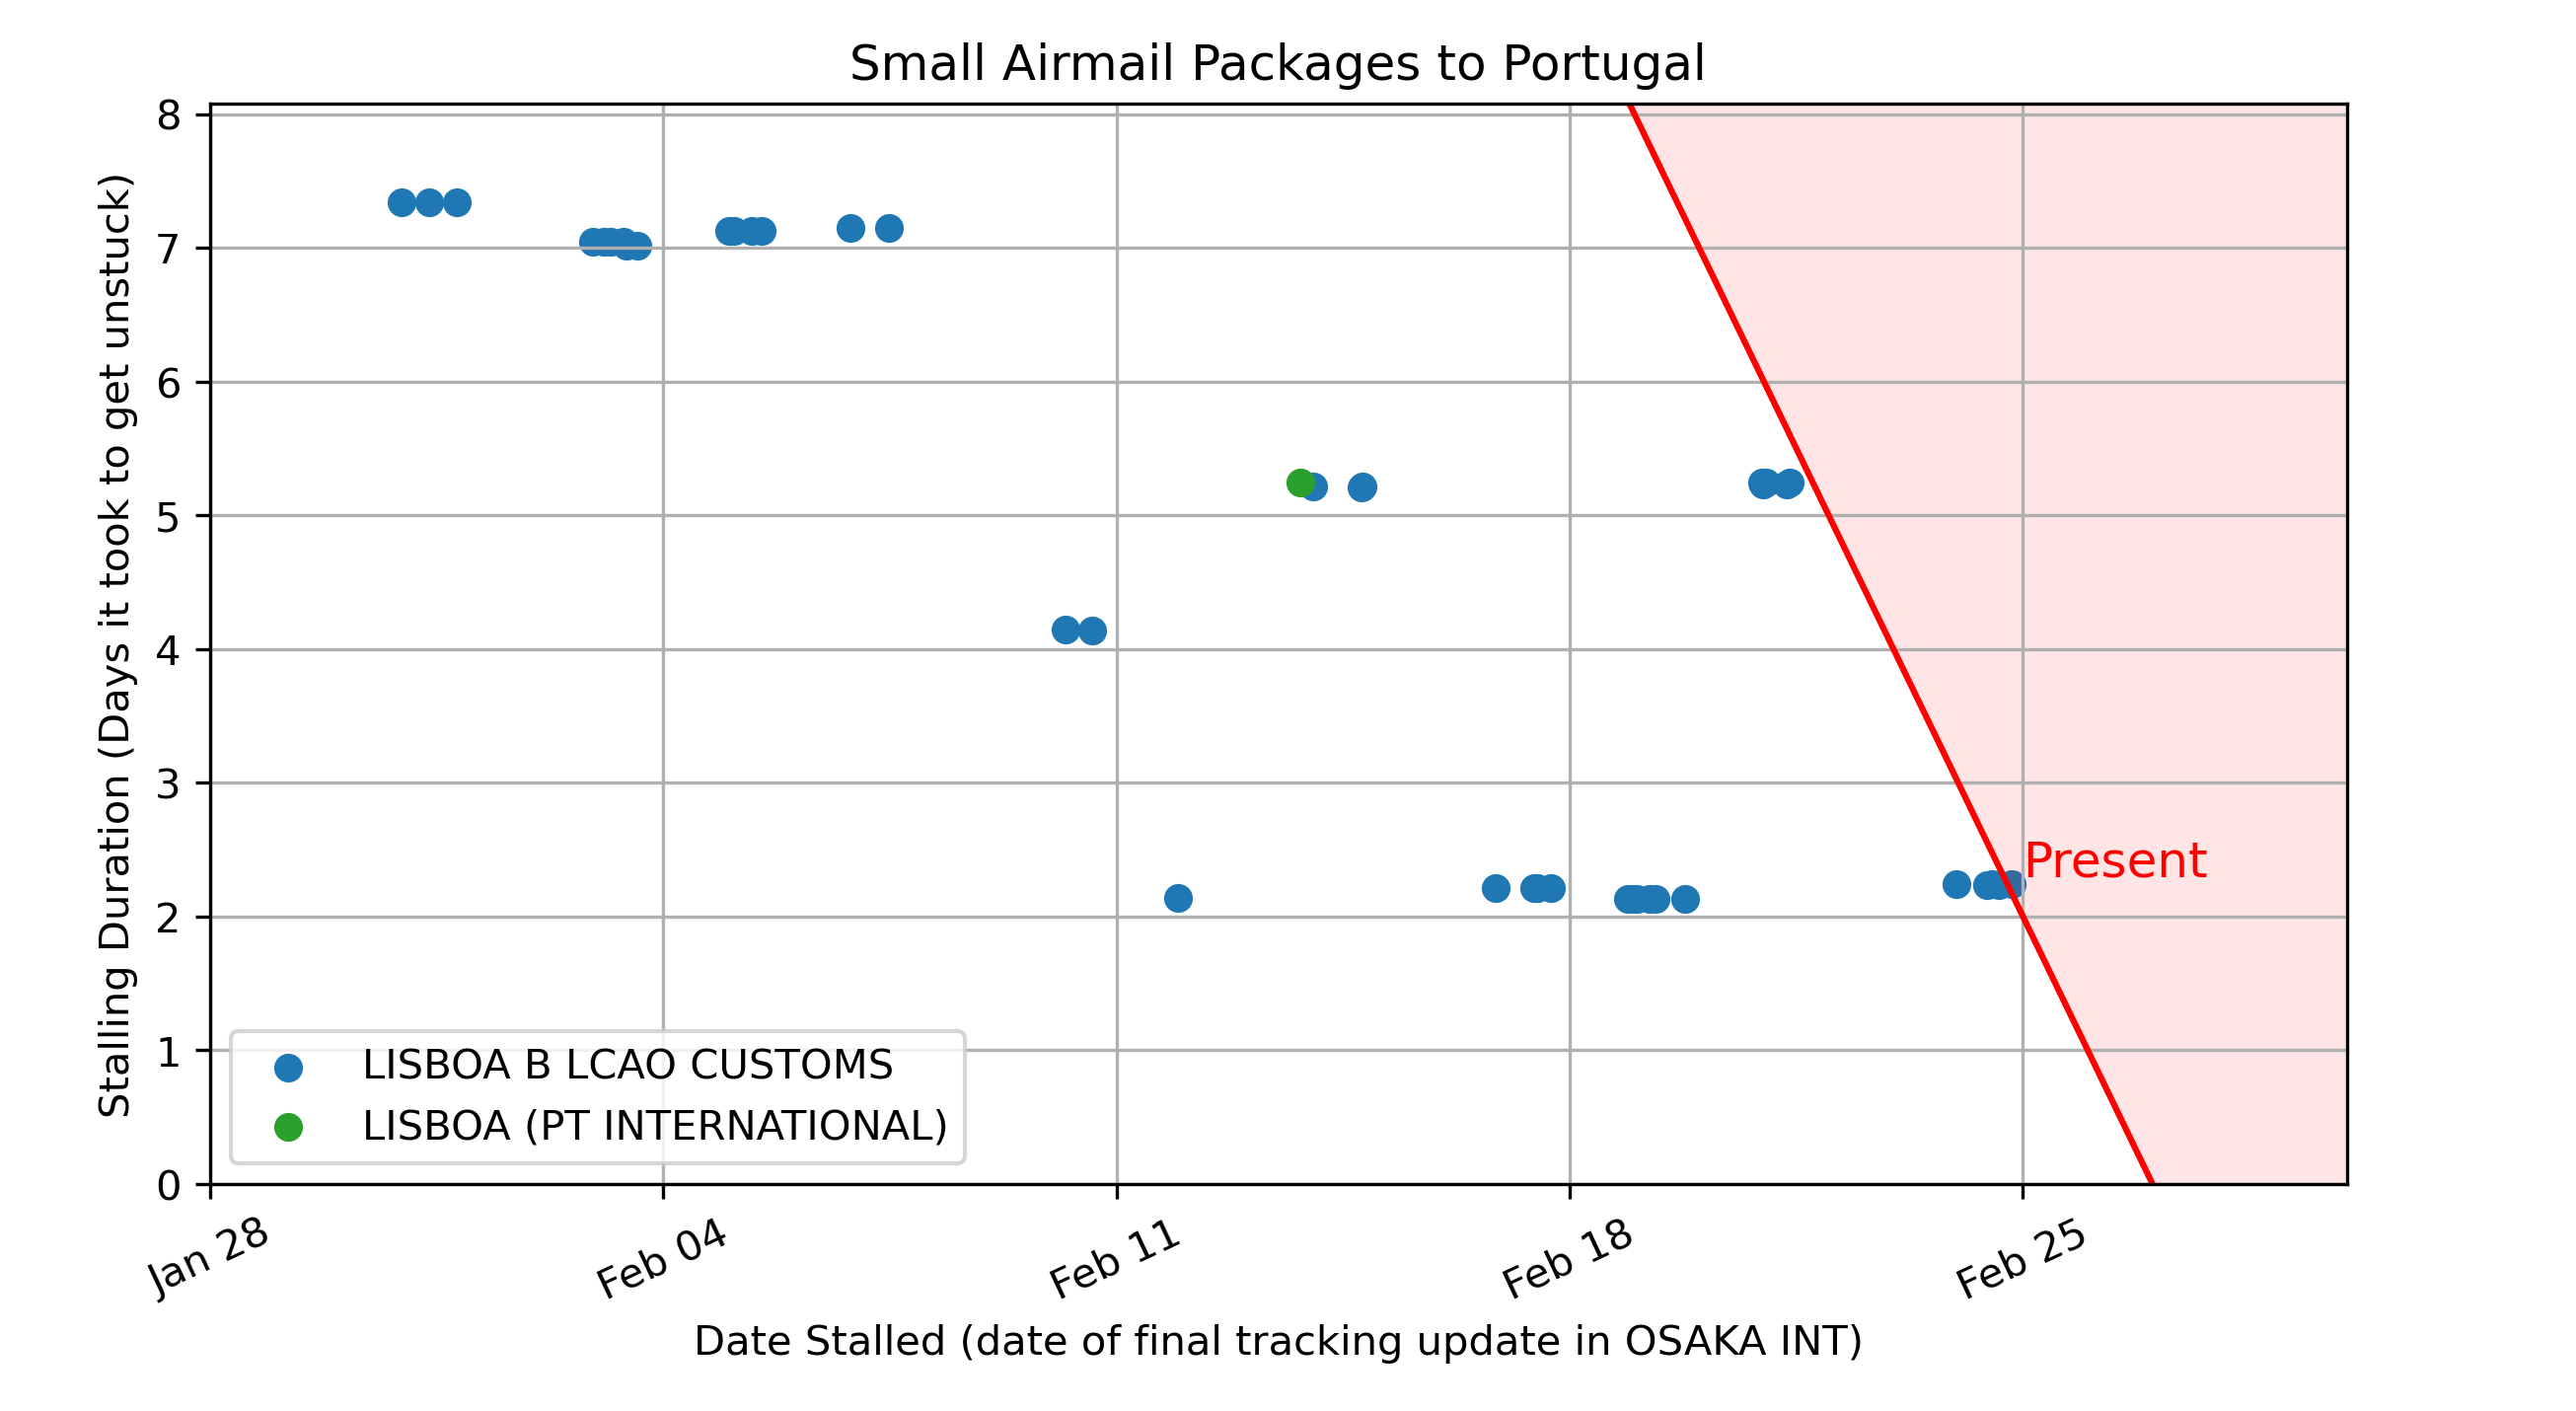 Small Airmail Packages to Portugal
Stalling Duration (Days it took to get unstuck)
8
7
6
5
4
3
2
1
0
Present
LISBOA B LCAO CUSTOMS
LISBOA (PT INTERNATIONAL)
Jan 28
Feb 04
Feb 11
Feb 18
Feb 25
Date Stalled (date of final tracking update in OSAKA INT)